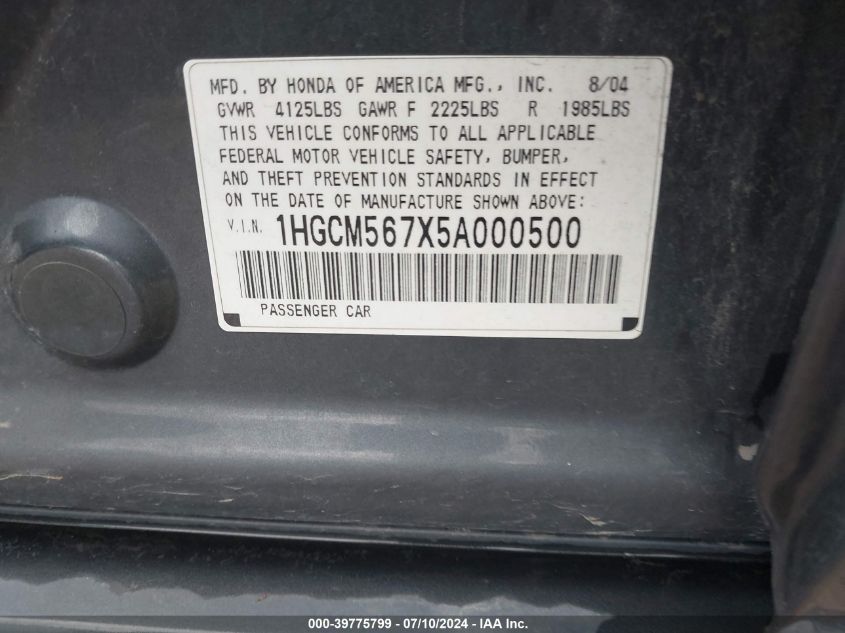 MFD. BY HONDA OF AMERICA MFG., INC. 8/04
GVWR 4125LBS GAWR F 2225LBS R 1985LBS
THIS VEHICLE CONFORMS TO ALL APPLICABLE
FEDERAL MOTOR VEHICLE SAFETY, BUMPER,
AND THEFT PREVENTION STANDARDS IN EFFECT
ON THE DATE OF MANUFACTURE SHOWN ABOVE:
V.I.N. 1HGCM567X5A000500
PASSENGER CAR
000-39775799 - 07/10/2024 - IAA Inc.